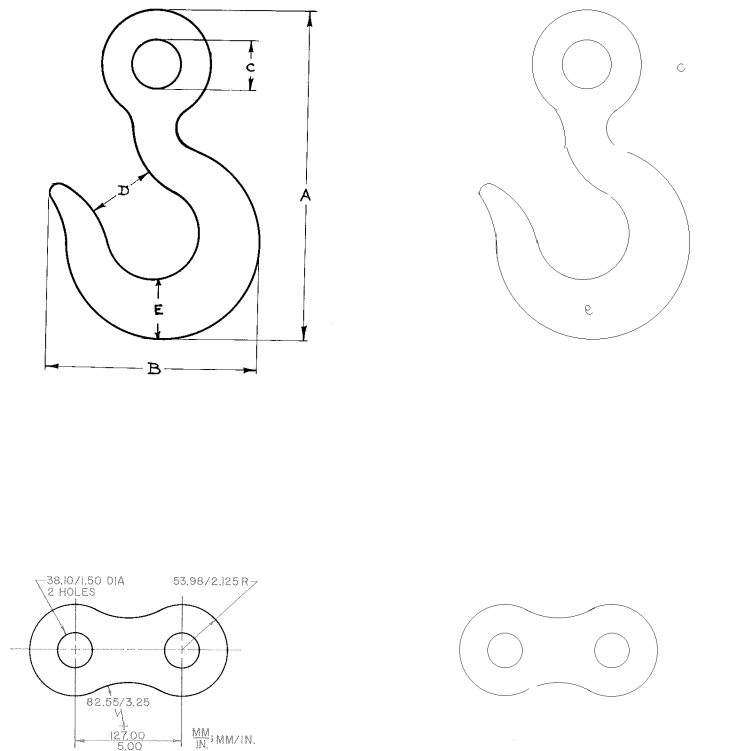 C
c
A
D
E
e
B
38.10/1.50 DIA
2 HOLES
53.98/2.125 R
82.55/3.25
127.00
5.00
MM
IN.
; MM/IN.